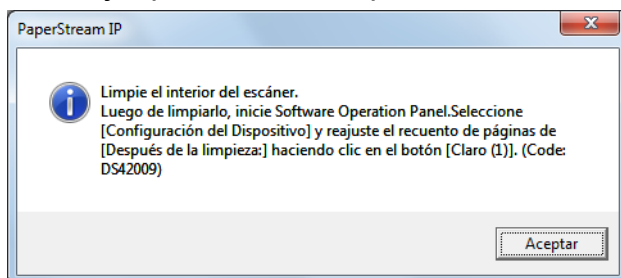 PaperStream IP
Limpie el interior del escáner.
Luego de limpiarlo, inicie Software Operation Panel.Seleccione
[Configuración del Dispositivo] y reajuste el recuento de páginas de
[Después de la limpieza:] haciendo clic en el botón [Claro (1)]. (Code:
DS42009)
Aceptar